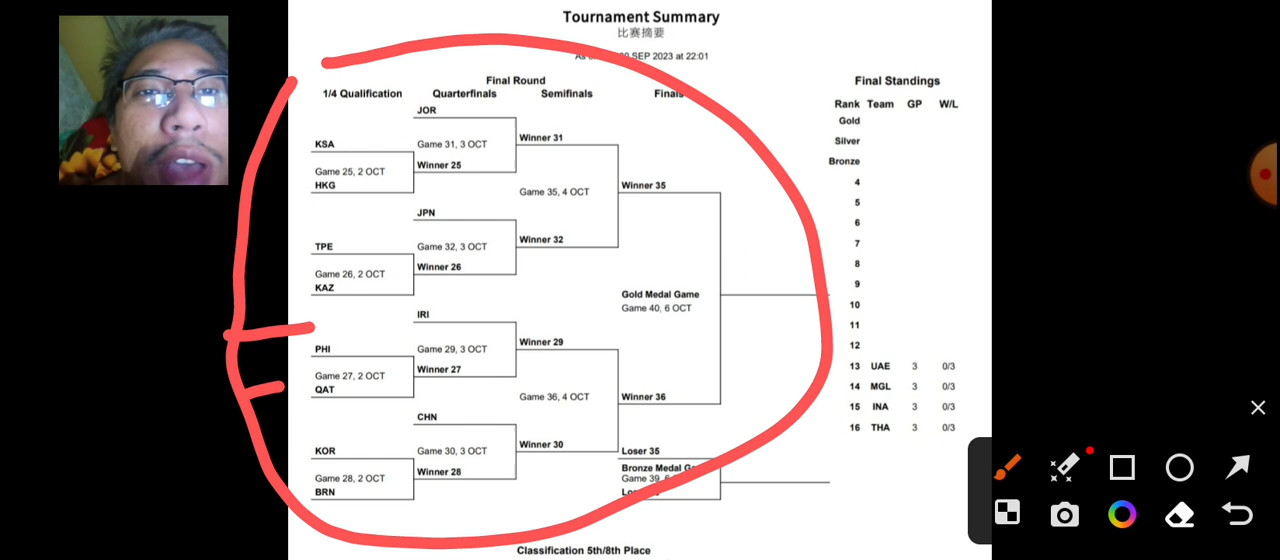 Tournament Summary
比赛摘要
SEP 2023 at 22:01
Final Round
Final Standings
1/4 Qualification Quarterfinals Semifinals Finals
Rank Team GP W/L
JOR
Gold
KSA
Game 31, 3 OCT
Winner 31
Silver
Game 25, 2 OCT
Winner 25
Bronze
HKG
Game 35, 4 OCT
Winner 35
4
5
JPN
6
TPE
Game 32, 3 OCT
Winner 32
7
Game 26, 2 OCT
Winner 26
8
KAZ
9
Gold Medal Game
Game 40, 6 OCT
10
IRI
11
PHI
Game 29, 3 OCT
Winner 29
12
Game 27, 2 OCT
Winner 27
13 UAE 3 0/3
QAT
Game 36, 4 OCT
Winner 36
14 MGL 3 0/3
CHN
15 INA 3 0/3
16 THA 3 0/3
KOR
Game 30, 3 OCT
Winner 30
Loser 35
Game 28, 2 OCT
Winner 28
Bronze Medal
Game 39,
BRN
Classification 5th/8th Place